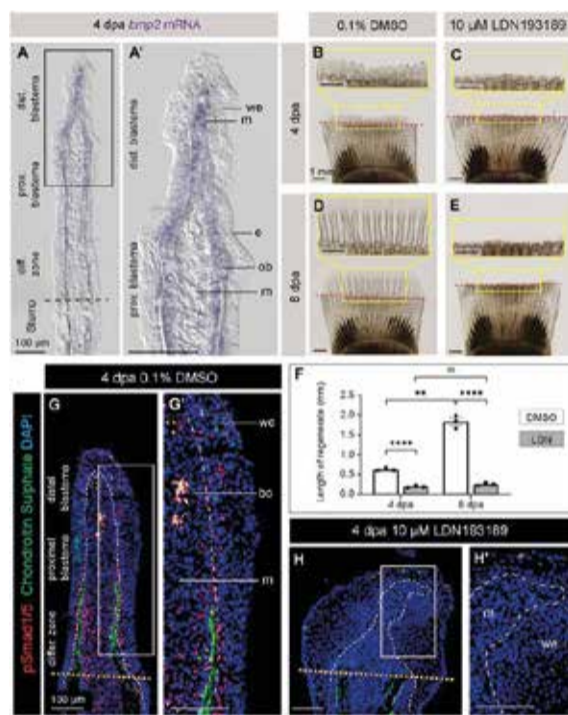 4 dpa bmp2 mRNA
0.1% DMSO
10 µM LDN193189
A
A'
B
C
dist. blastema
prox. blastema
diff. zone
Stump
100 µm
dist. blastema
prox. blastema
we
m
e
ob
m
4 dpa
1 mm
D
E
8 dpa
4 dpa 0.1% DMSO
G
G'
pSmad1/5 Chondroitin Sulphate DAPI
distal blastema
proximal blastema
differ. zone
100 µm
we
m
F
Length of regenerate (mm)
2.5
2.0
1.5
1.0
0.5
0.0
**
****
****
DMSO
LDN
4 dpa
8 dpa
4 dpa 10 µM LDN193189
H
H'
m
we